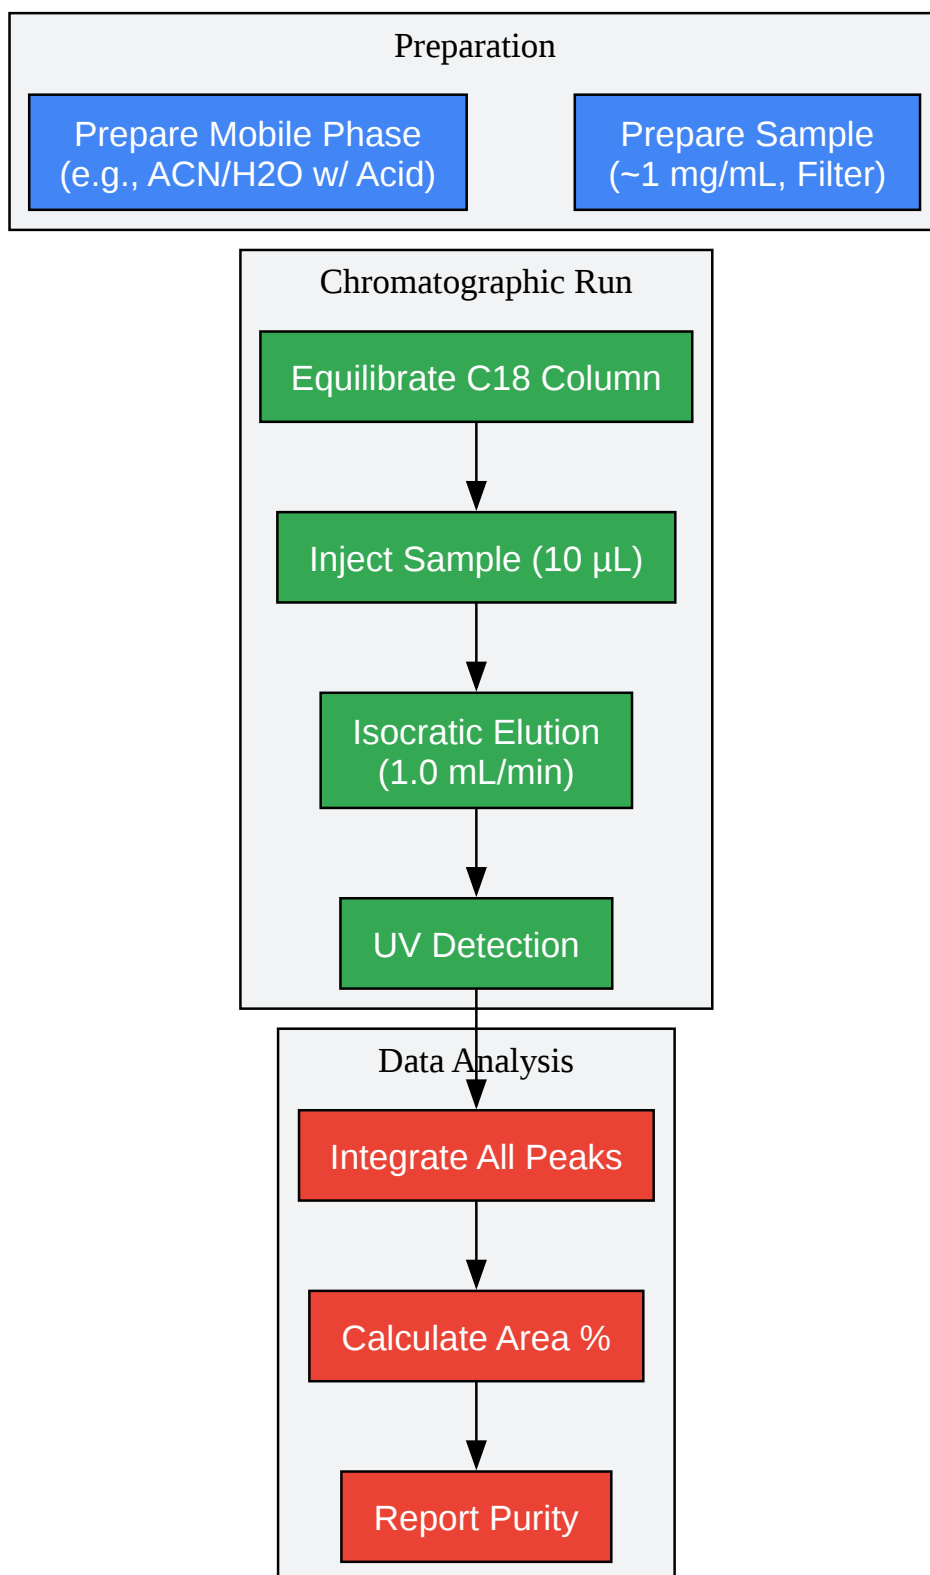 Preparation
Prepare Mobile Phase
(e.g., ACN/H2O w/ Acid)
Prepare Sample
(~1 mg/mL, Filter)
Chromatographic Run
Equilibrate C18 Column
Inject Sample (10 µL)
Isocratic Elution
(1.0 mL/min)
UV Detection
Data Analysis
Integrate All Peaks
Calculate Area %
Report Purity